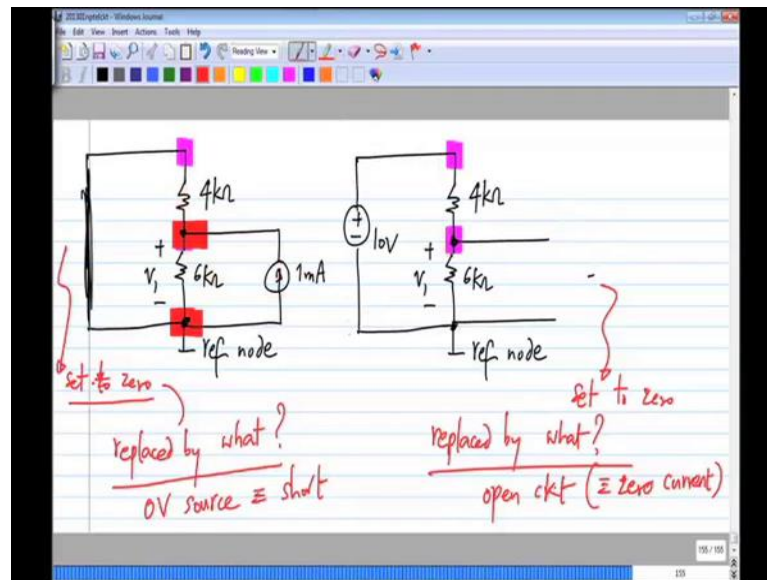 File Edit View Insert Actions Tools Help
Reading View
4kΩ
+
V₁
6kΩ
-
1mA
ref node
set to zero
replaced by what?
0V source ≡ short
+
-
10V
4kΩ
+
V₁
6kΩ
-
ref node
set to zero
replaced by what?
open ckt (≡ zero current)
155 / 155
155